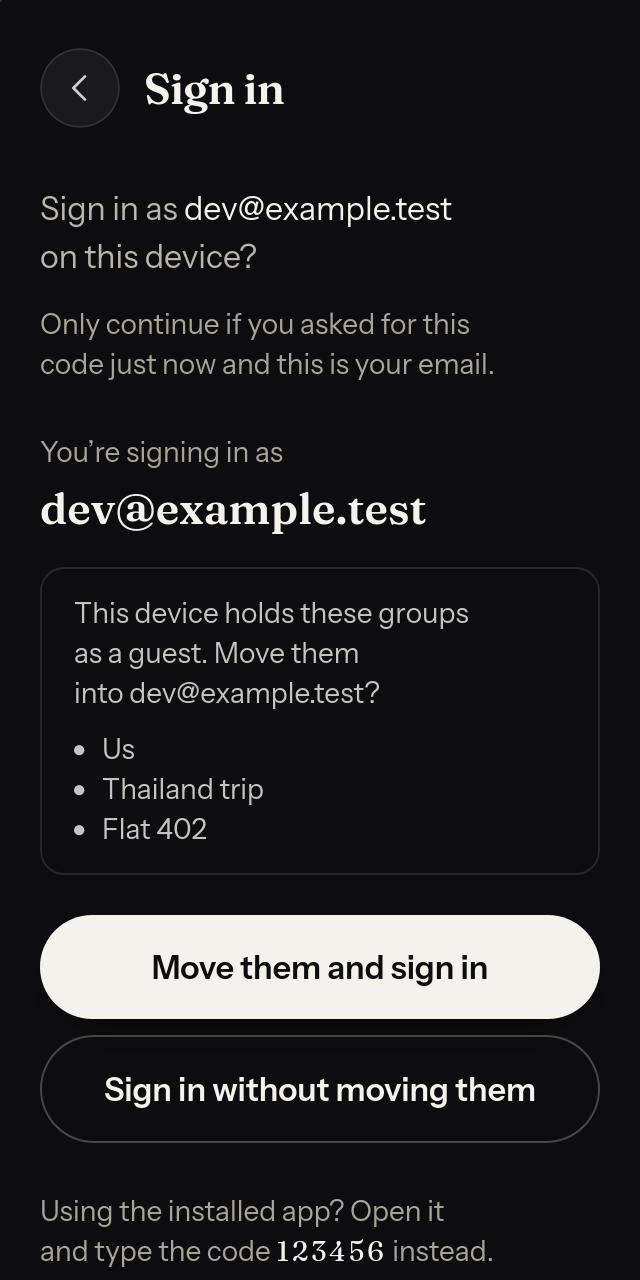 Sign in
Sign in as dev@example.test
on this device?
Only continue if you asked for this
code just now and this is your email.
You’re signing in as
dev@example.test
This device holds these groups
as a guest. Move them
into dev@example.test?
• Us
• Thailand trip
• Flat 402
Move them and sign in
Sign in without moving them
Using the installed app? Open it
and type the code 123456 instead.